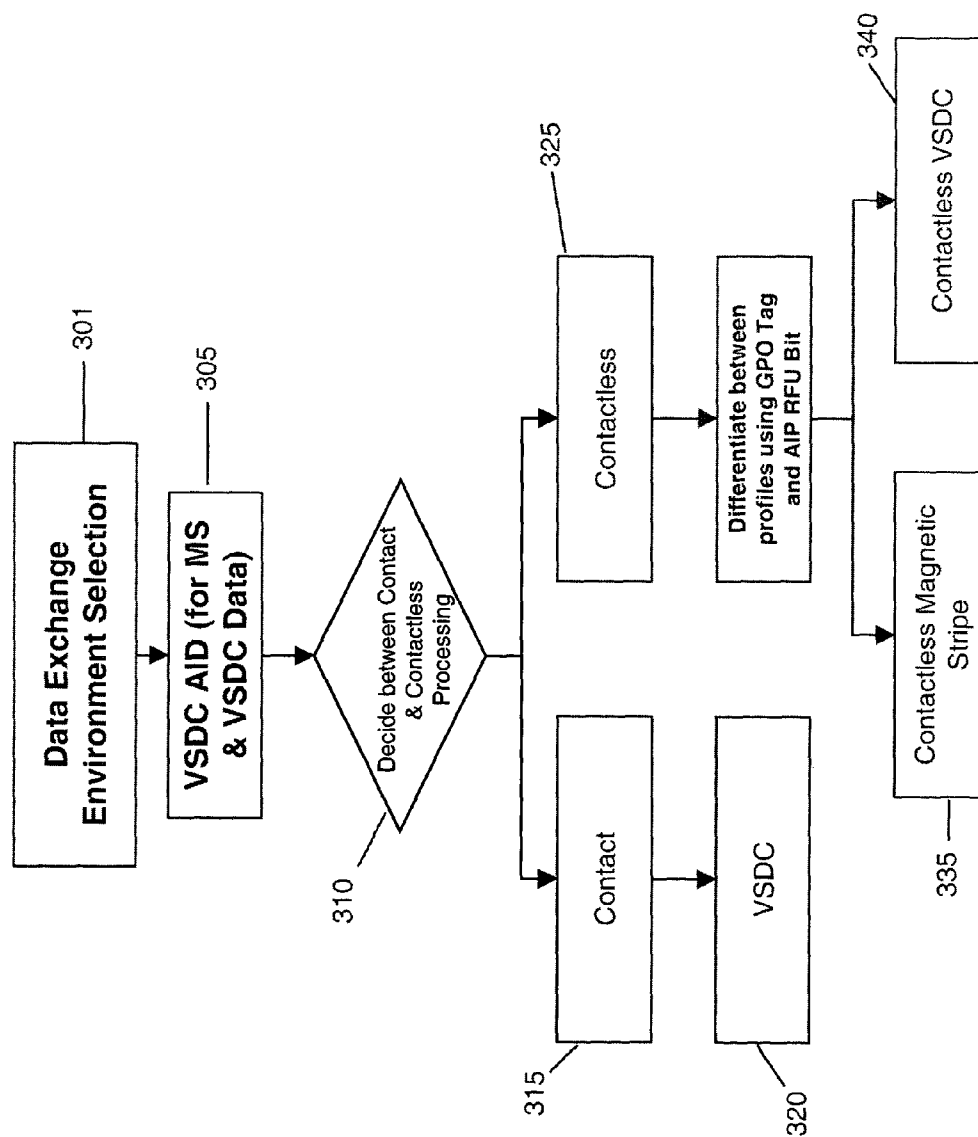 301
Data Exchange
Environment Selection
305
VSDC AID (for MS
& VSDC Data)
310
Decide between Contact
& Contactless
Processing
315
Contact
325
Contactless
320
VSDC
Differentiate between
profiles using GPO Tag
and AIP RFU Bit
335
Contactless Magnetic
Stripe
340
Contactless VSDC